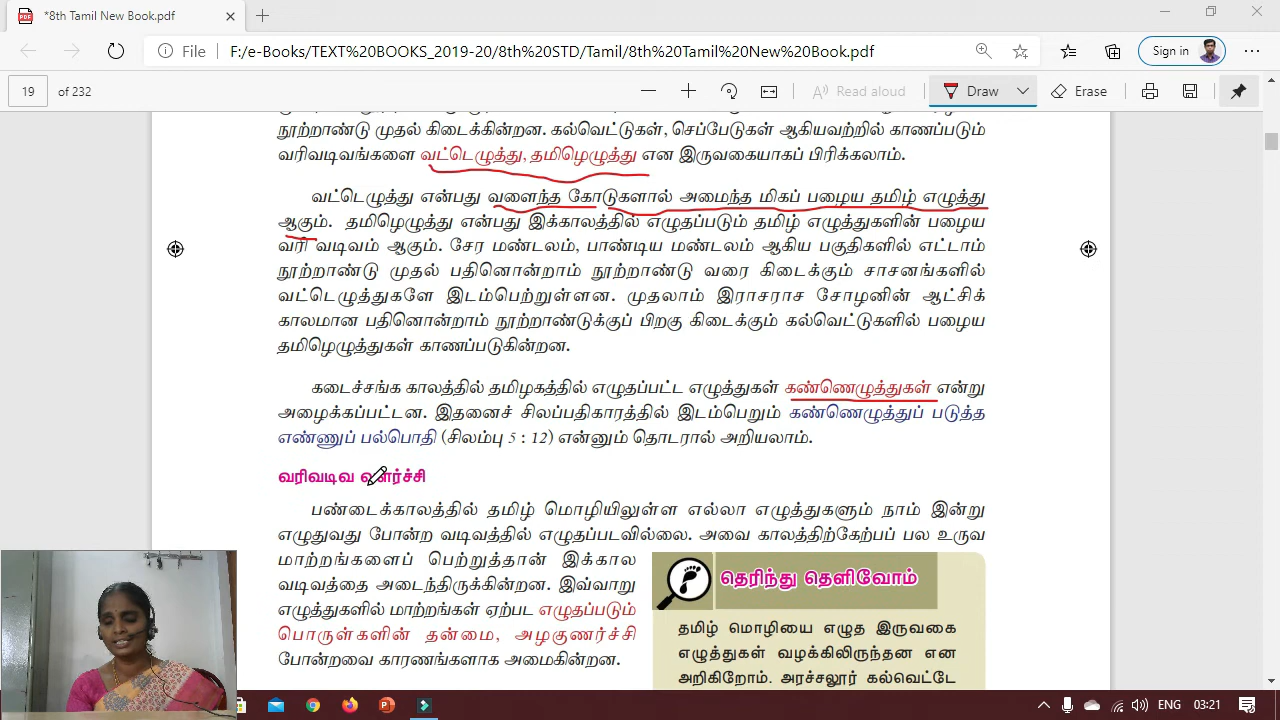 *8th Tamil New Book.pdf
File
F:/e-Books/TEXT%20BOOKS_2019-20/8th%20STD/Tamil/8th%20Tamil%20New%20Book.pdf
Sign in
19 of 232
Read aloud
Draw
Erase
நூற்றாண்டு முதல் கிடைக்கின்றன. கல்வெட்டுகள், செப்பேடுகள் ஆகியவற்றில் காணப்படும்
வரிவடிவங்களை வட்டெழுத்து, தமிழெழுத்து என இருவகையாகப் பிரிக்கலாம்.
வட்டெழுத்து என்பது வளைந்த கோடுகளால் அமைந்த மிகப் பழைய தமிழ் எழுத்து
ஆகும். தமிழெழுத்து என்பது இக்காலத்தில் எழுதப்படும் தமிழ் எழுத்துகளின் பழைய
வரி வடிவம் ஆகும். சேர மண்டலம், பாண்டிய மண்டலம் ஆகிய பகுதிகளில் எட்டாம்
நூற்றாண்டு முதல் பதினொன்றாம் நூற்றாண்டு வரை கிடைக்கும் சாசனங்களில்
வட்டெழுத்துகளே இடம்பெற்றுள்ளன. முதலாம் இராசராச சோழனின் ஆட்சிக்
காலமான பதினொன்றாம் நூற்றாண்டுக்குப் பிறகு கிடைக்கும் கல்வெட்டுகளில் பழைய
தமிழெழுத்துகள் காணப்படுகின்றன.
கடைச்சங்க காலத்தில் தமிழகத்தில் எழுதப்பட்ட எழுத்துகள் கண்ணெழுத்துகள் என்று
அழைக்கப்பட்டன. இதனைச் சிலப்பதிகாரத்தில் இடம்பெறும் கண்ணெழுத்துப் படுத்த
எண்ணுப் பல்பொதி (சிலம்பு 5 : 12) என்னும் தொடரால் அறியலாம்.
வரிவடிவ வளர்ச்சி
பண்டைக்காலத்தில் தமிழ் மொழியிலுள்ள எல்லா எழுத்துகளும் நாம் இன்று
எழுதுவது போன்ற வடிவத்தில் எழுதப்படவில்லை. அவை காலத்திற்கேற்பப் பல உருவ
மாற்றங்களைப் பெற்றுத்தான் இக்கால
வடிவத்தை அடைந்திருக்கின்றன. இவ்வாறு
எழுத்துகளில் மாற்றங்கள் ஏற்பட எழுதப்படும்
பொருள்களின் தன்மை, அழகுணர்ச்சி
போன்றவை காரணங்களாக அமைகின்றன.
தெரிந்து தெளிவோம்
தமிழ் மொழியை எழுத இருவகை
எழுத்துகள் வழக்கிலிருந்தன என
அறிகிறோம். அரச்சலூர் கல்வெட்டே
ENG 03:21